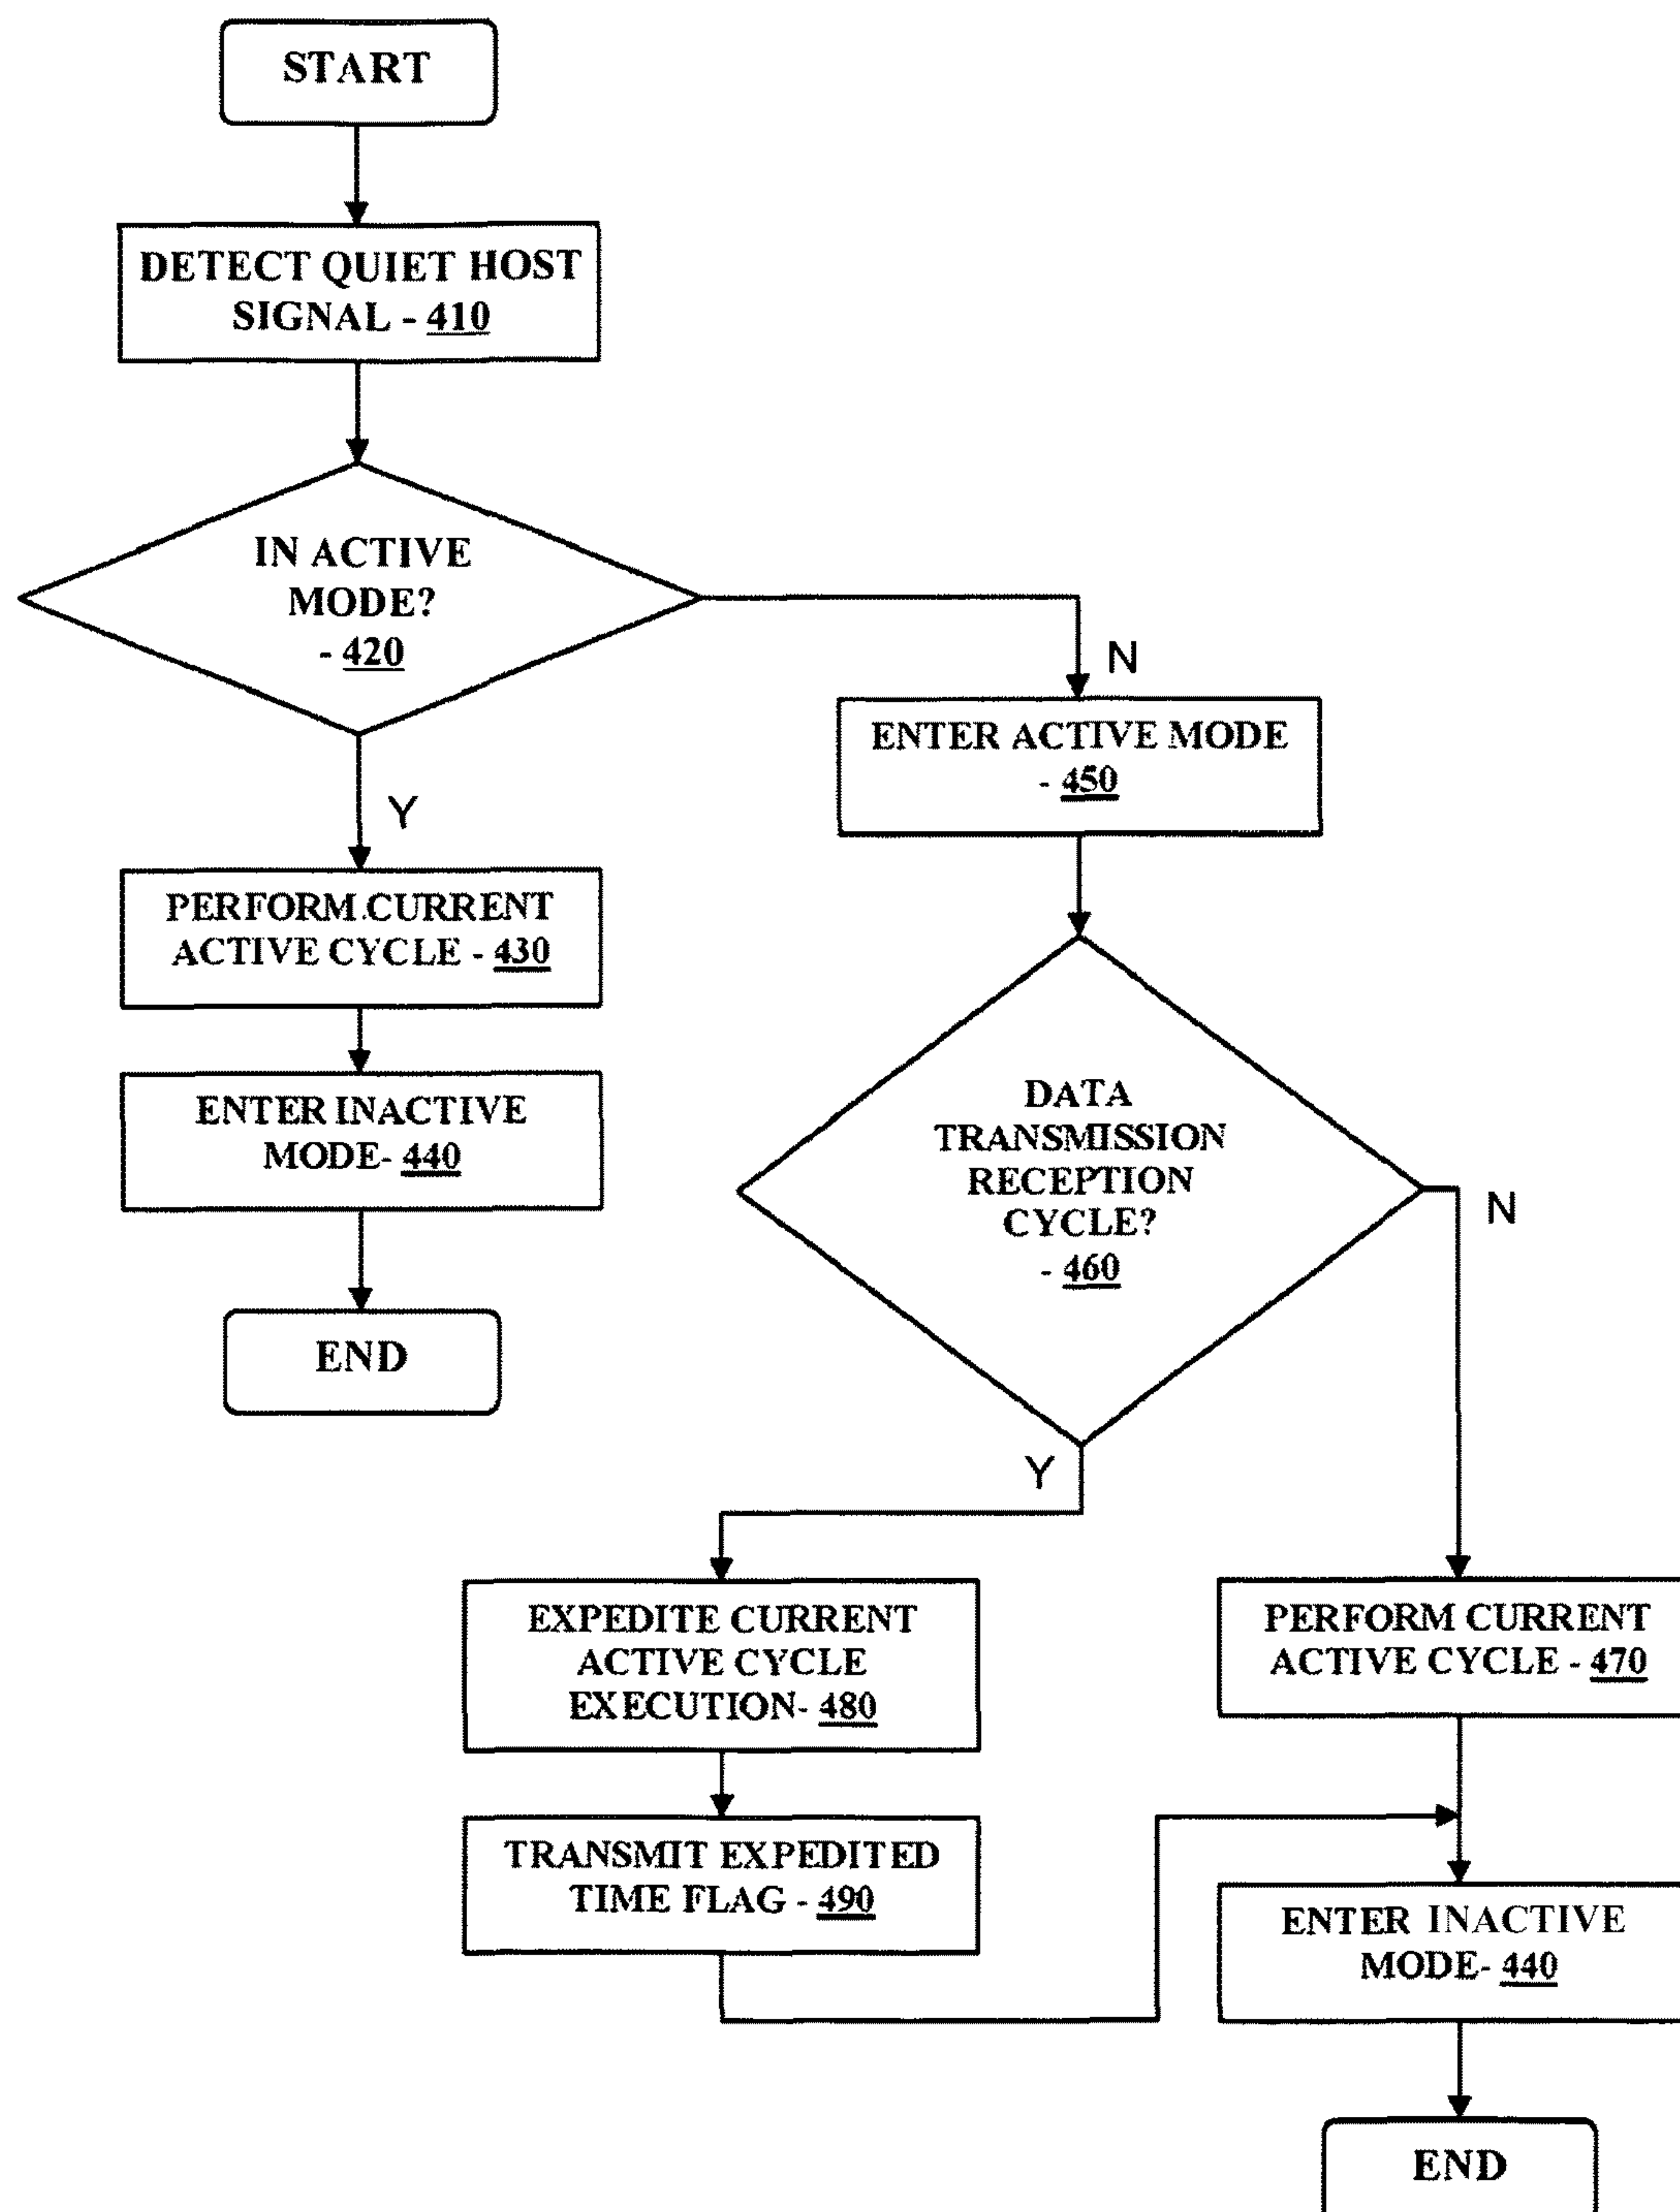 START
DETECT QUIET HOST
SIGNAL - 410
IN ACTIVE
MODE?
- 420
N
ENTER ACTIVE MODE
- 450
Y
PERFORM CURRENT
ACTIVE CYCLE - 430
ENTER INACTIVE
MODE- 440
END
DATA
TRANSMISSION
RECEPTION
CYCLE?
- 460
N
Y
EXPEDITE CURRENT
ACTIVE CYCLE
EXECUTION- 480
PERFORM CURRENT
ACTIVE CYCLE - 470
TRANSMIT EXPEDITED
TIME FLAG - 490
ENTER INACTIVE
MODE- 440
END